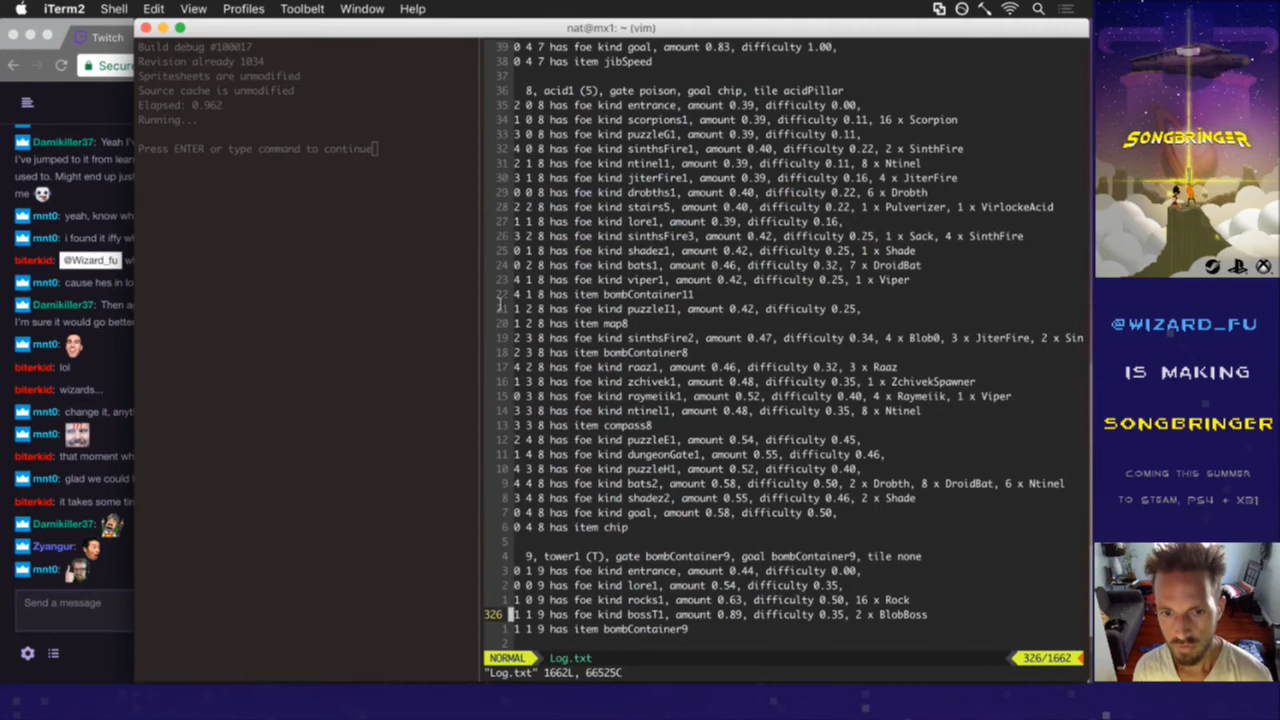 iTerm2 Shell Edit View Profiles Toolbelt Window Help
Twitch
Secure
Damikiller37: Yeah I'
I've jumped to it from lear
used to. Might end up just
me
mnt0: yeah, know wh
mnt0: i found it iffy w
biterkid: @Wizard_fu w
mnt0: cause hes in lo
Damikiller37: Then a
I'm sure it would go bette
mnt0:
biterkid: lol
biterkid: wizards...
mnt0: change it, anyt
mnt0:
biterkid: that moment wh
mnt0: glad we could l
biterkid: it takes some tin
Damikiller37:
Zyangur:
mnt0:
Send a message
nat@mx1: ~ (vim)
Build debug #100017
Revision already 1034
Spritesheets are unmodified
Source cache is unmodified
Elapsed: 0.962
Running...
Press ENTER or type command to continue
39 0 4 7 has foe kind goal, amount 0.83, difficulty 1.00,
38 0 4 7 has item jibSpeed
37
36 8, acid1 (5), gate poison, goal chip, tile acidPillar
35 2 0 8 has foe kind entrance, amount 0.39, difficulty 0.00,
34 1 0 8 has foe kind scorpions1, amount 0.39, difficulty 0.11, 16 x Scorpion
33 3 0 8 has foe kind puzzleG1, amount 0.39, difficulty 0.11,
32 4 0 8 has foe kind sinthsFire1, amount 0.40, difficulty 0.22, 2 x SinthFire
31 2 1 8 has foe kind ntinel1, amount 0.39, difficulty 0.11, 8 x Ntinel
30 3 1 8 has foe kind jiterFire1, amount 0.39, difficulty 0.16, 4 x JiterFire
29 0 0 8 has foe kind drobths1, amount 0.40, difficulty 0.22, 6 x Drobth
28 2 2 8 has foe kind stairs5, amount 0.40, difficulty 0.22, 1 x Pulverizer, 1 x VirlockeAcid
27 1 1 8 has foe kind lore1, amount 0.39, difficulty 0.16,
26 3 2 8 has foe kind sinthsFire3, amount 0.42, difficulty 0.25, 1 x Sack, 4 x SinthFire
25 0 1 8 has foe kind shadez1, amount 0.42, difficulty 0.25, 1 x Shade
24 0 2 8 has foe kind bats1, amount 0.46, difficulty 0.32, 7 x DroidBat
23 4 1 8 has foe kind viper1, amount 0.42, difficulty 0.25, 1 x Viper
22 4 1 8 has item bombContainer11
21 1 2 8 has foe kind puzzleI1, amount 0.42, difficulty 0.25,
20 1 2 8 has item map8
19 2 3 8 has foe kind sinthsFire2, amount 0.47, difficulty 0.34, 4 x Blob0, 3 x JiterFire, 2 x Sin
18 2 3 8 has item bombContainer8
17 4 2 8 has foe kind raaz1, amount 0.46, difficulty 0.32, 3 x Raaz
16 1 3 8 has foe kind zchivek1, amount 0.48, difficulty 0.35, 1 x ZchivekSpawner
15 0 3 8 has foe kind raymeiik1, amount 0.52, difficulty 0.40, 4 x Raymeiik, 1 x Viper
14 3 3 8 has foe kind ntinel1, amount 0.48, difficulty 0.35, 8 x Ntinel
13 3 3 8 has item compass8
12 2 4 8 has foe kind puzzleE1, amount 0.54, difficulty 0.45,
11 1 4 8 has foe kind dungeonGate1, amount 0.55, difficulty 0.46,
10 4 3 8 has foe kind puzzleH1, amount 0.52, difficulty 0.40,
9 4 4 8 has foe kind bats2, amount 0.58, difficulty 0.50, 2 x Drobth, 8 x DroidBat, 6 x Ntinel
8 3 4 8 has foe kind shadez2, amount 0.55, difficulty 0.46, 2 x Shade
7 0 4 8 has foe kind goal, amount 0.58, difficulty 0.50,
6 0 4 8 has item chip
5
4 9, tower1 (T), gate bombContainer9, goal bombContainer9, tile none
3 0 1 9 has foe kind entrance, amount 0.44, difficulty 0.00,
2 0 0 9 has foe kind lore1, amount 0.54, difficulty 0.35,
1 1 0 9 has foe kind rocks1, amount 0.63, difficulty 0.50, 16 x Rock
326 1 1 9 has foe kind bossT1, amount 0.89, difficulty 0.35, 2 x BlobBoss
1 1 1 9 has item bombContainer9
2
NORMAL Log.txt 326/1662
"Log.txt" 1662L, 66525C
SONGBRINGER
@WIZARD_FU
IS MAKING
SONGBRINGER
COMING THIS SUMMER
TO STEAM, PS4 + XB1